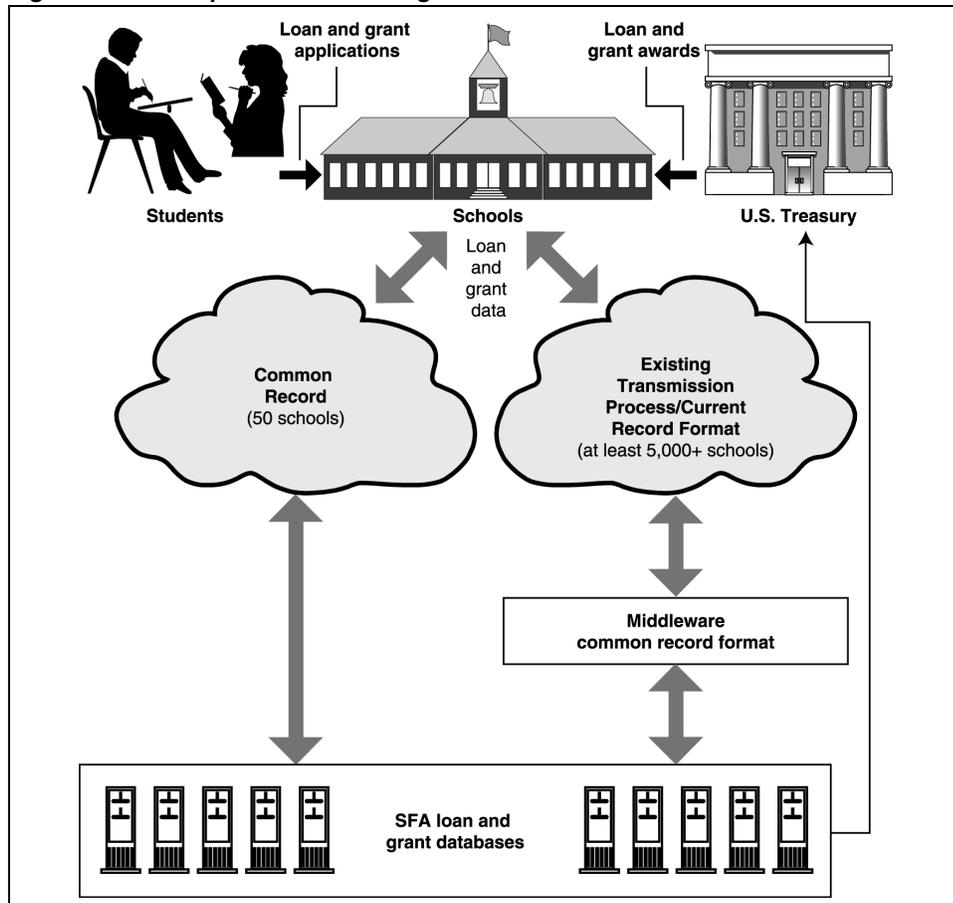 Loan and grant
applications
Loan and
grant awards
Students
Schools
U.S. Treasury
Loan
and
grant
data
Common
Record
(50 schools)
Existing
Transmission
Process/Current
Record Format
(at least 5,000+ schools)
Middleware
common record format
SFA loan and
grant databases